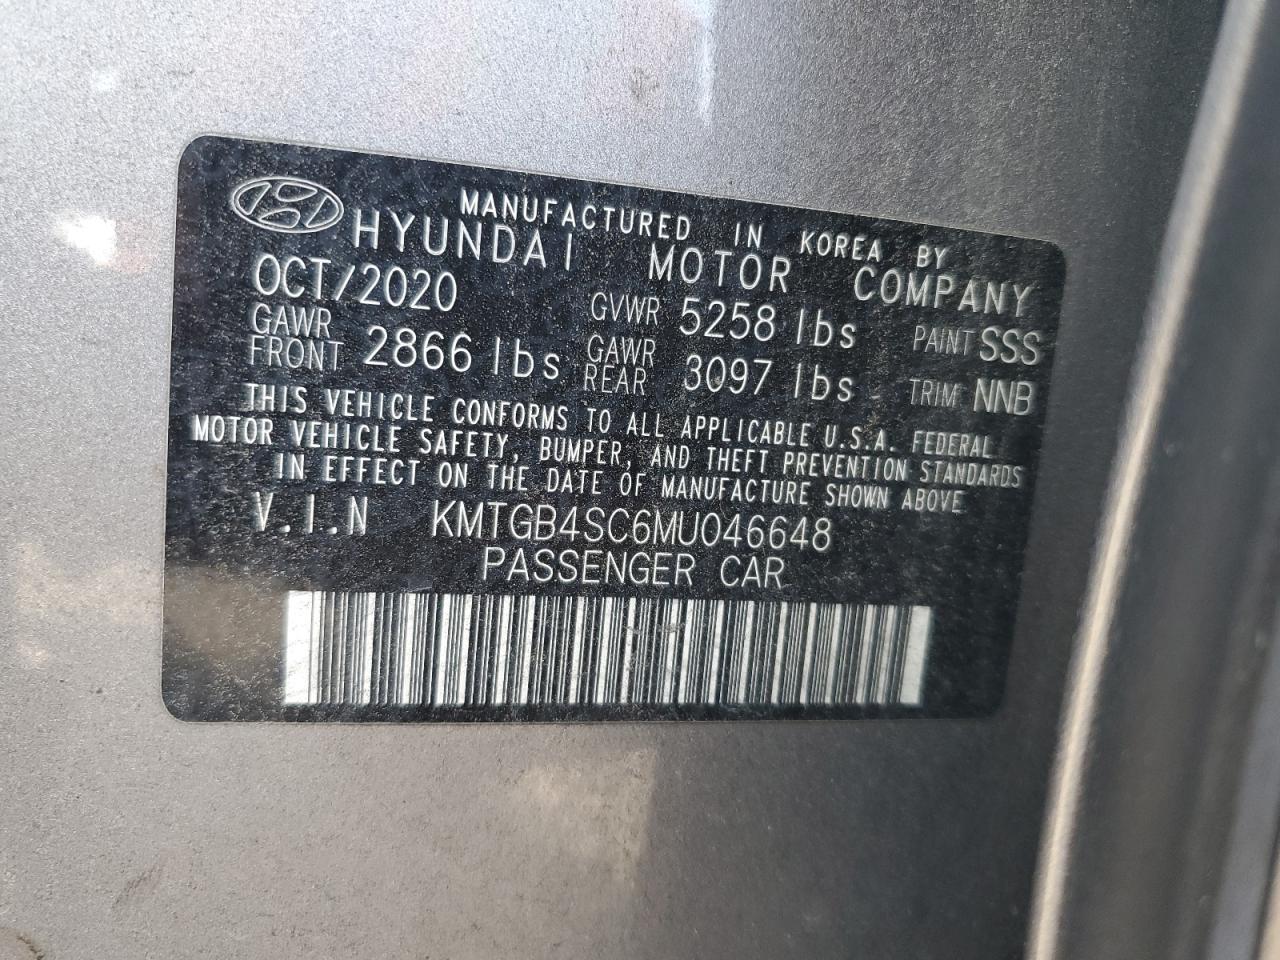 MANUFACTURED IN KOREA BY
HYUNDAI MOTOR COMPANY
OCT/2020 GVWR 5258 lbs PAINT SSS
GAWR FRONT 2866 lbs GAWR REAR 3097 lbs TRIM NNB
THIS VEHICLE CONFORMS TO ALL APPLICABLE U.S.A. FEDERAL
MOTOR VEHICLE SAFETY, BUMPER, AND THEFT PREVENTION STANDARDS
IN EFFECT ON THE DATE OF MANUFACTURE SHOWN ABOVE
V.I.N KMTGB4SC6MU046648
PASSENGER CAR